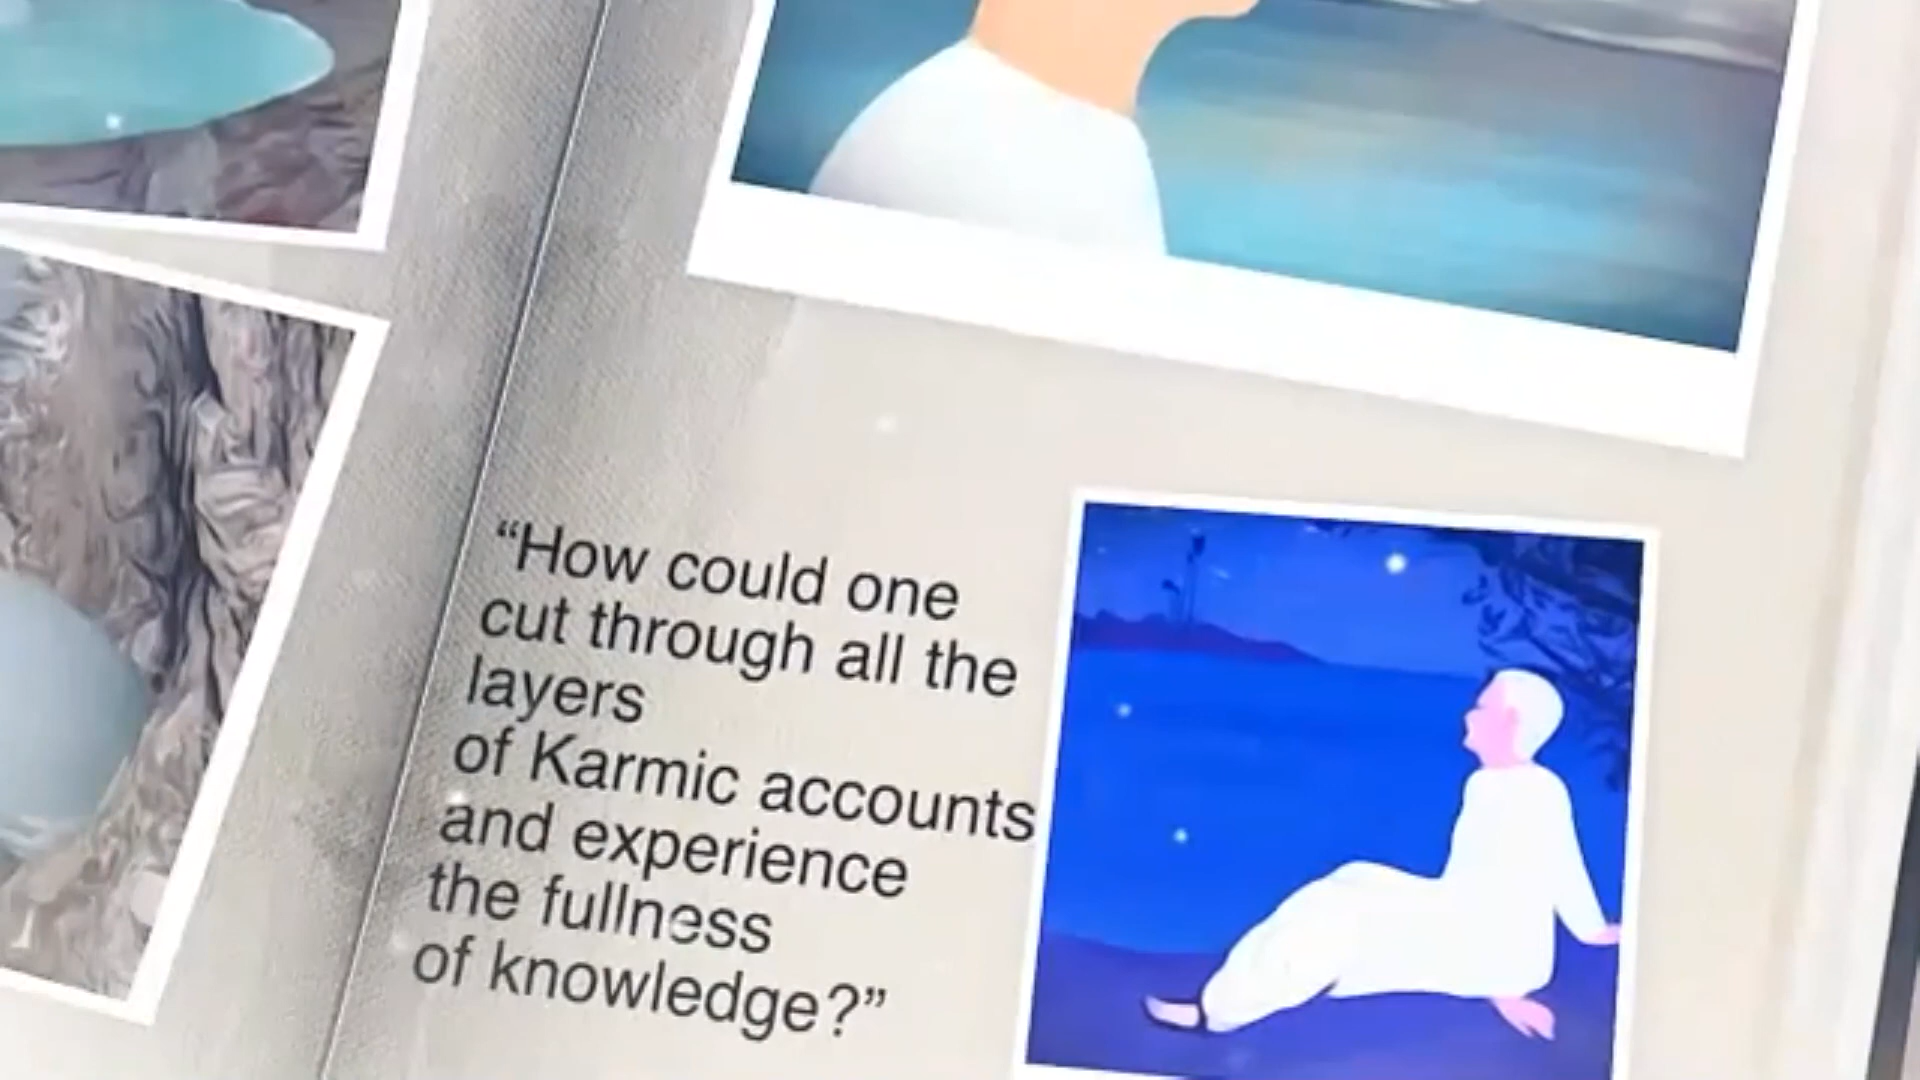 “How could one
cut through all the
layers
of Karmic accounts
and experience
the fullness
of knowledge?”